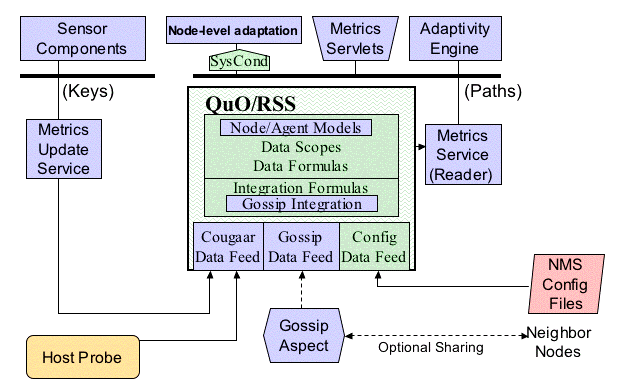 Sensor
Components
Node-level adaptation
Metrics
Servlets
Adaptivity
Engine
SysCond
(Keys)
(Paths)
QuO/RSS
Metrics
Update
Service
Node/Agent Models
Data Scopes
Data Formulas
Metrics
Service
(Reader)
Integration Formulas
Gossip Integration
Cougaar
Data Feed
Gossip
Data Feed
Config
Data Feed
NMS
Config
Files
Host Probe
Gossip
Aspect
Optional Sharing
Neighbor
Nodes